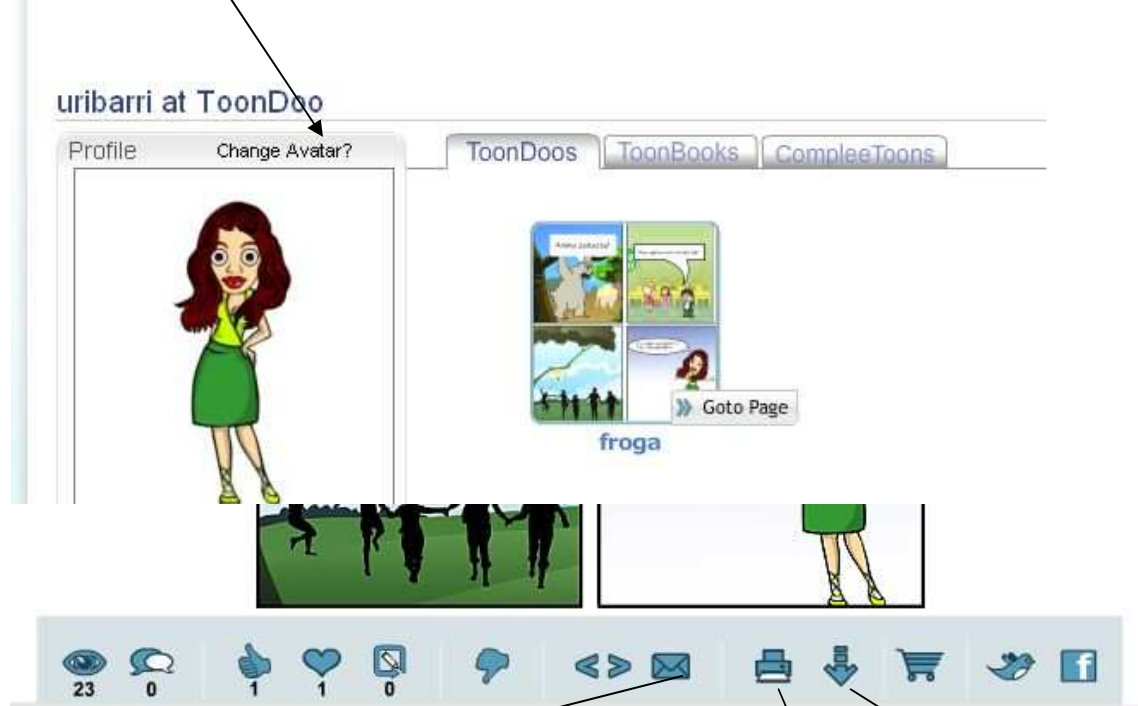 uribarri at ToonDoo
Profile
Change Avatar?
ToonDoos
ToonBooks
CompleeToons
Goto Page
froga
23
0
1
1
0